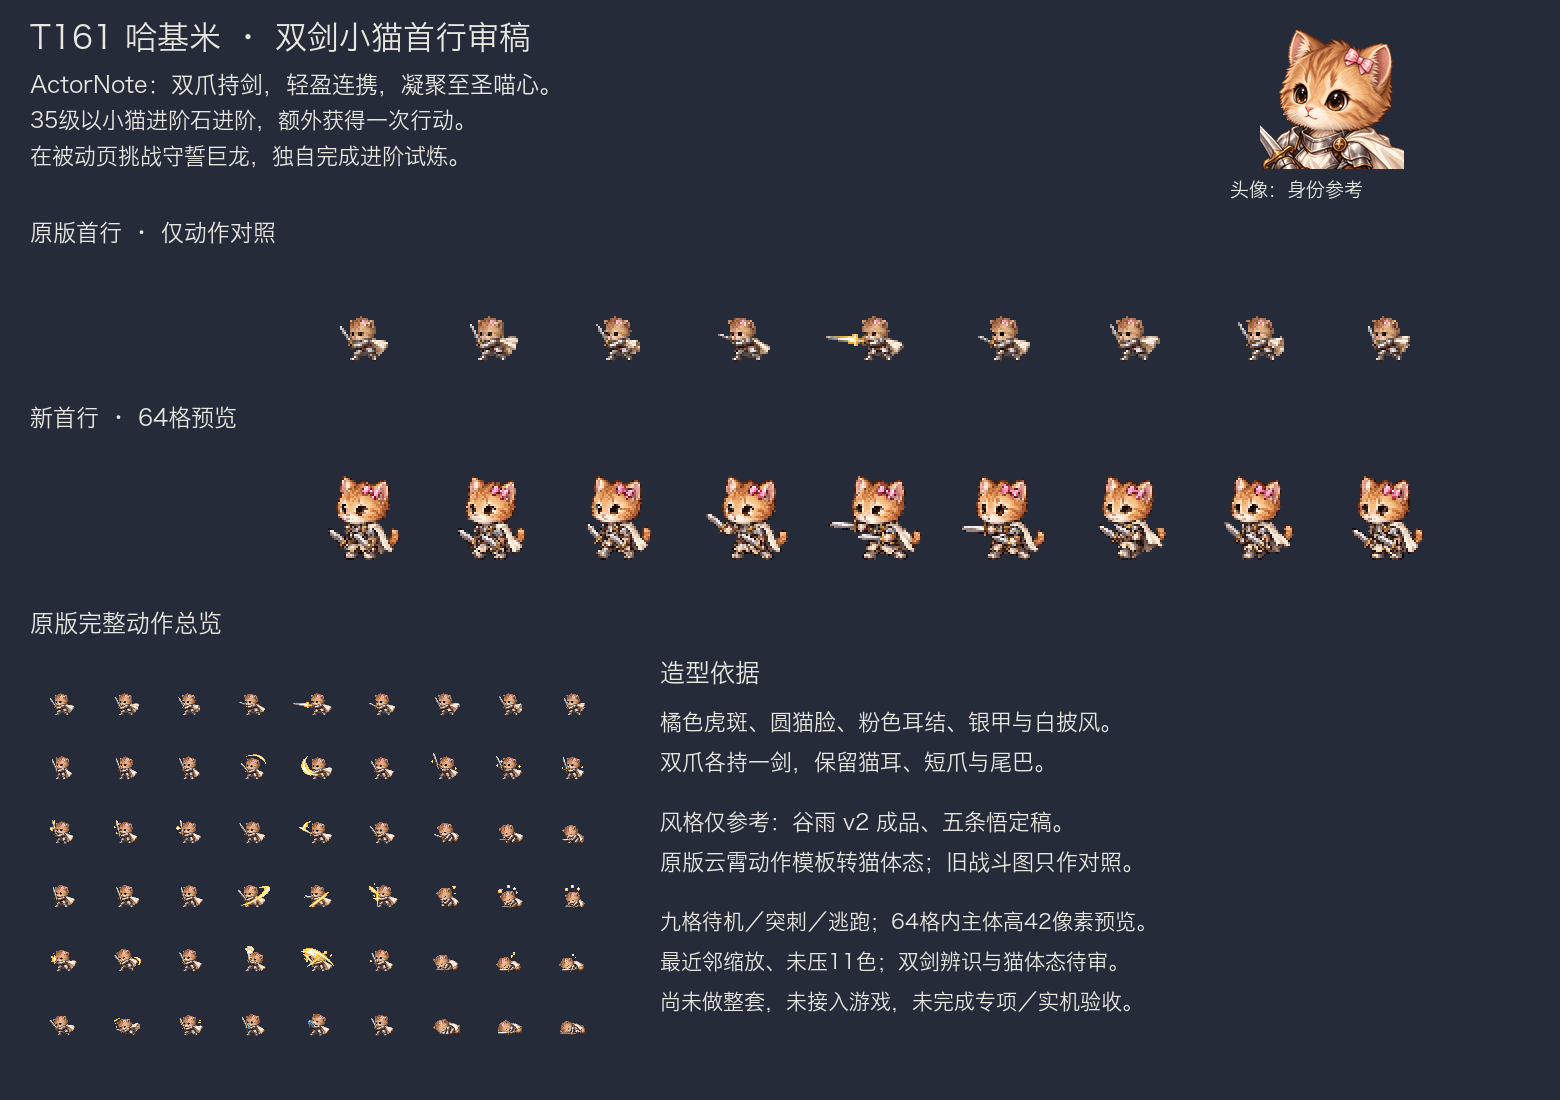 T161 哈基米 · 双剑小猫首行审稿
ActorNote：双爪持剑，轻盈连携，凝聚至圣喵心。
35级以小猫进阶石进阶，额外获得一次行动。
在被动页挑战守誓巨龙，独自完成进阶试炼。
头像：身份参考
原版首行 · 仅动作对照
新首行 · 64格预览
原版完整动作总览
造型依据
橘色虎斑、圆猫脸、粉色耳结、银甲与白披风。
双爪各持一剑，保留猫耳、短爪与尾巴。
风格仅参考：谷雨 v2 成品、五条悟定稿。
原版云霄动作模板转猫体态；旧战斗图只作对照。
九格待机／突刺／逃跑；64格内主体高42像素预览。
最近邻缩放、未压11色；双剑辨识与猫体态待审。
尚未做整套，未接入游戏，未完成专项／实机验收。